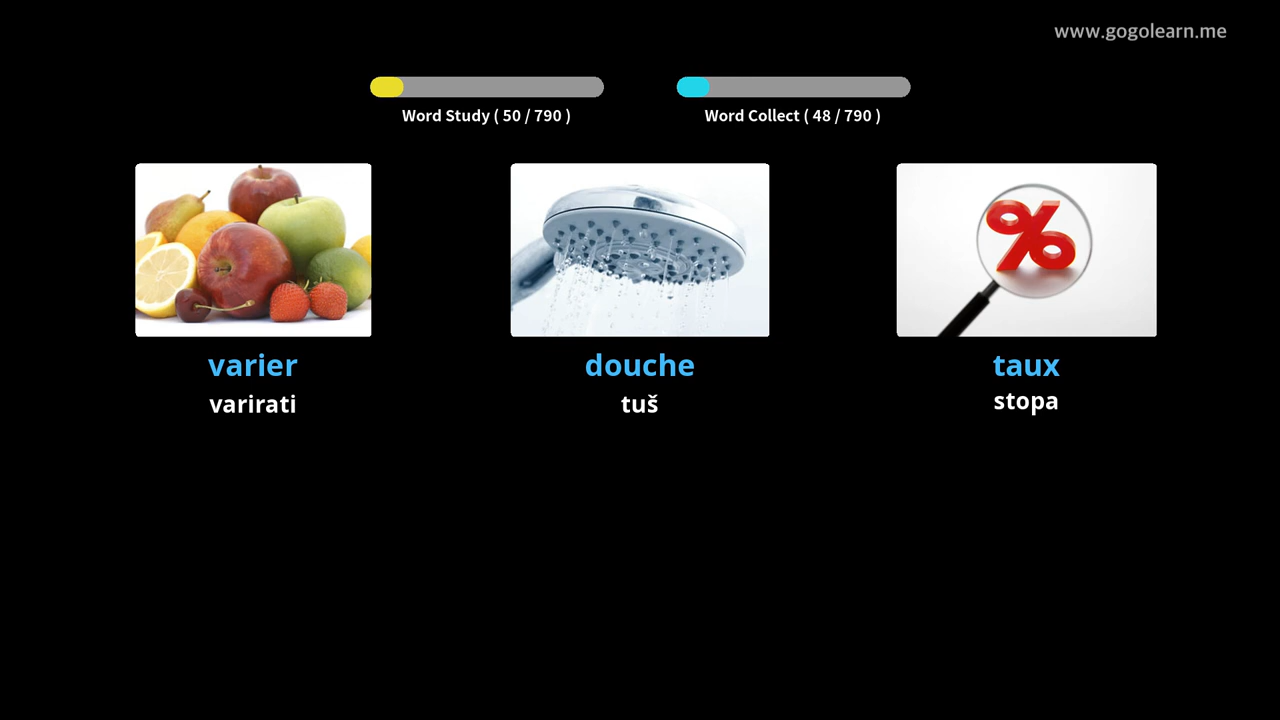 www.gogolearn.me
Word Study ( 50 / 790 )
Word Collect ( 48 / 790 )
%
varier
varirati
douche
tuš
taux
stopa